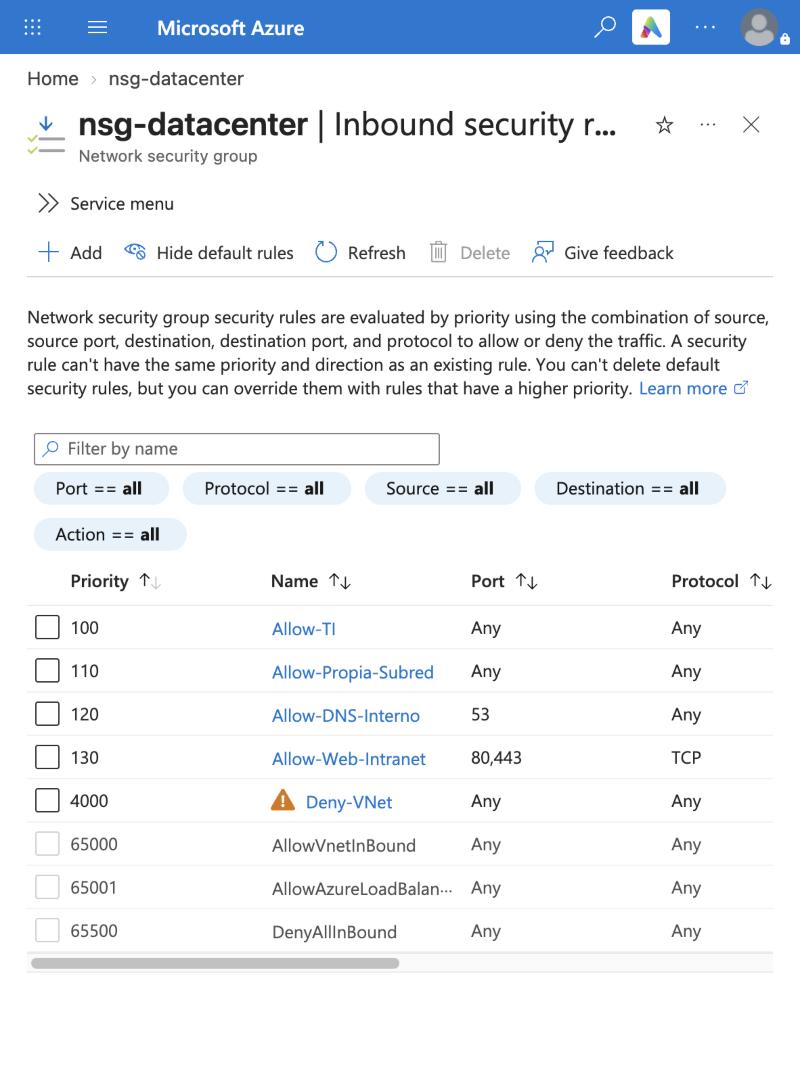 Microsoft Azure
Home > nsg-datacenter
nsg-datacenter | Inbound security r...
Network security group
Service menu
Add Hide default rules Refresh Delete Give feedback
Network security group security rules are evaluated by priority using the combination of source,
source port, destination, destination port, and protocol to allow or deny the traffic. A security
rule can't have the same priority and direction as an existing rule. You can't delete default
security rules, but you can override them with rules that have a higher priority. Learn more
Filter by name
Port == all Protocol == all Source == all Destination == all
Action == all
Priority ↑↓ Name ↑↓ Port ↑↓ Protocol ↑↓
100 Allow-TI Any Any
110 Allow-Propia-Subred Any Any
120 Allow-DNS-Interno 53 Any
130 Allow-Web-Intranet 80,443 TCP
4000 Deny-VNet Any Any
65000 AllowVnetInBound Any Any
65001 AllowAzureLoadBalan... Any Any
65500 DenyAllInBound Any Any